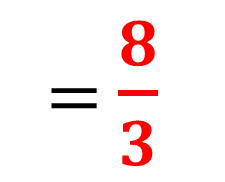 = 8/3